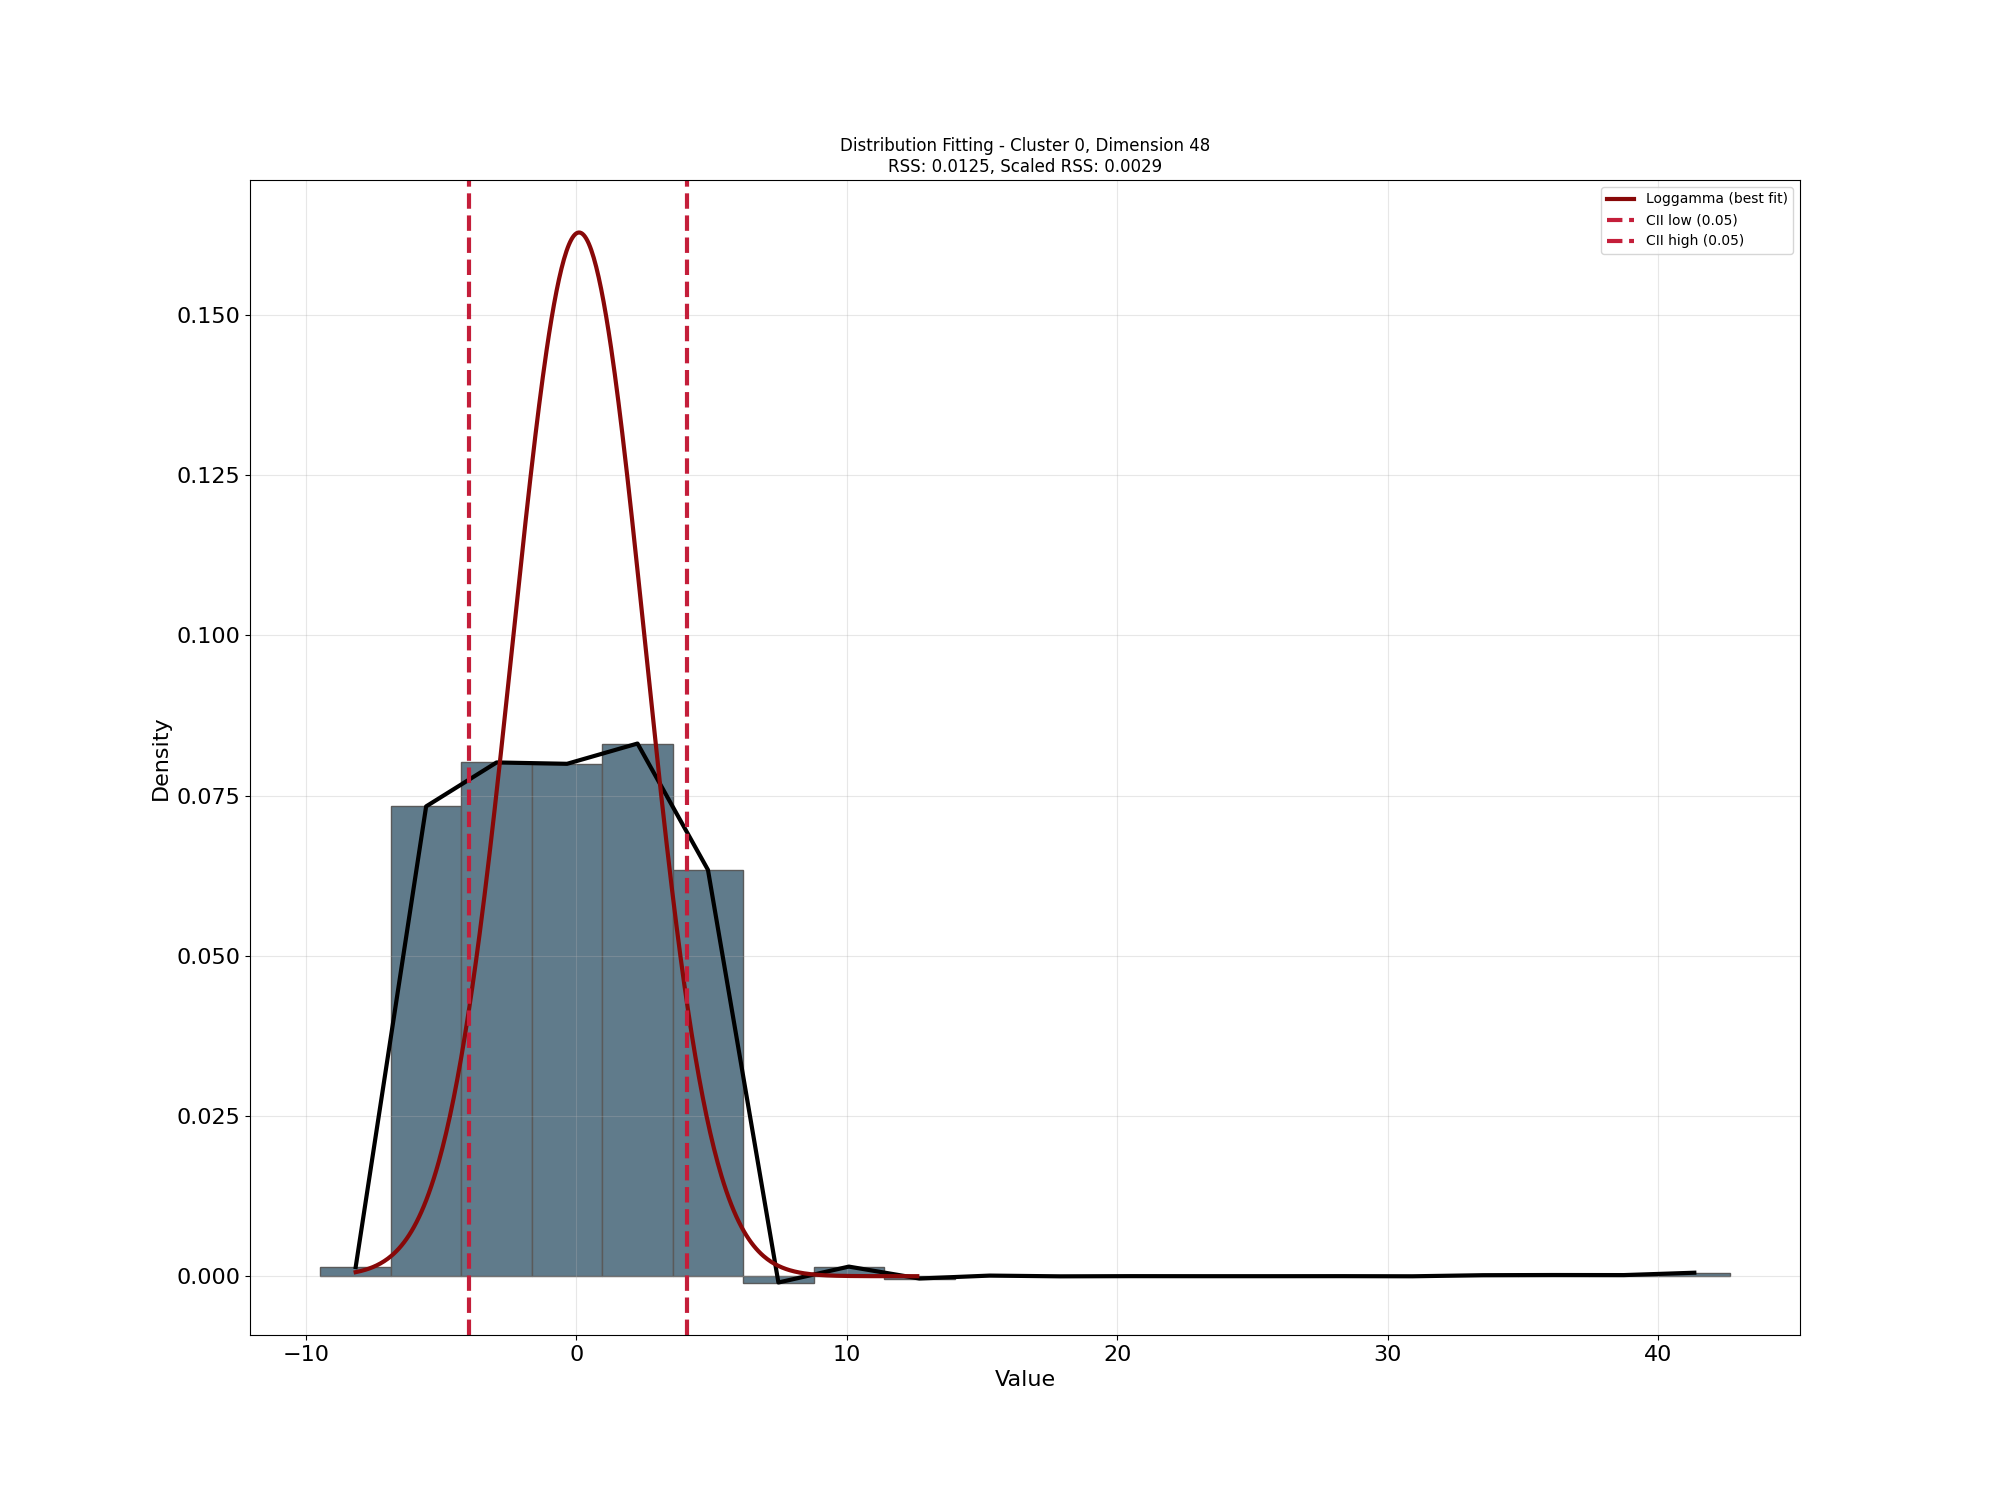 Distribution Fitting - Cluster 0, Dimension 48
RSS: 0.0125, Scaled RSS: 0.0029
Loggamma (best fit)
CII low (0.05)
CII high (0.05)
0.150
0.125
0.100
0.075
0.050
0.025
0.000
Density
−10 0 10 20 30 40
Value